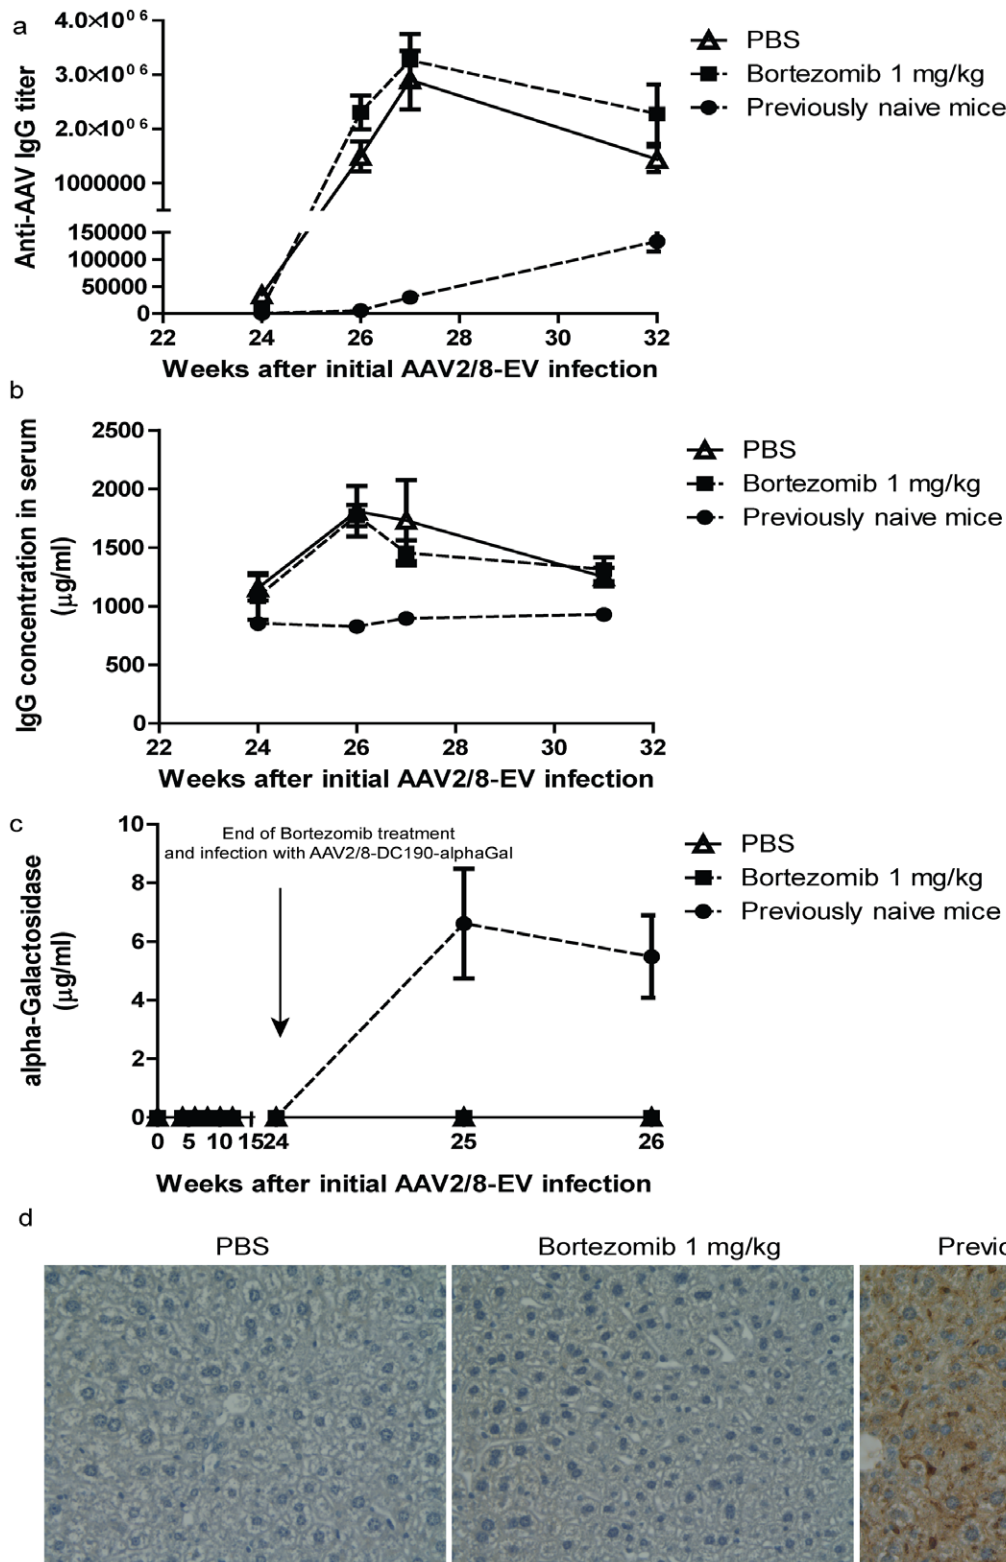 a
4.0×10⁰⁶
3.0×10⁰⁶
2.0×10⁰⁶
1000000
150000
100000
50000
0
Anti-AAV IgG titer
22 24 26 28 30 32
Weeks after initial AAV2/8-EV infection
PBS
Bortezomib 1 mg/kg
Previously naive mice
b
2500
2000
1500
1000
500
0
IgG concentration in serum
(µg/ml)
22 24 26 28 30 32
Weeks after initial AAV2/8-EV infection
PBS
Bortezomib 1 mg/kg
Previously naive mice
c
10
8
6
4
2
0
alpha-Galactosidase
(µg/ml)
End of Bortezomib treatment
and infection with AAV2/8-DC190-alphaGal
0 5 10 15 24 25 26
Weeks after initial AAV2/8-EV infection
PBS
Bortezomib 1 mg/kg
Previously naive mice
d
PBS Bortezomib 1 mg/kg Previo